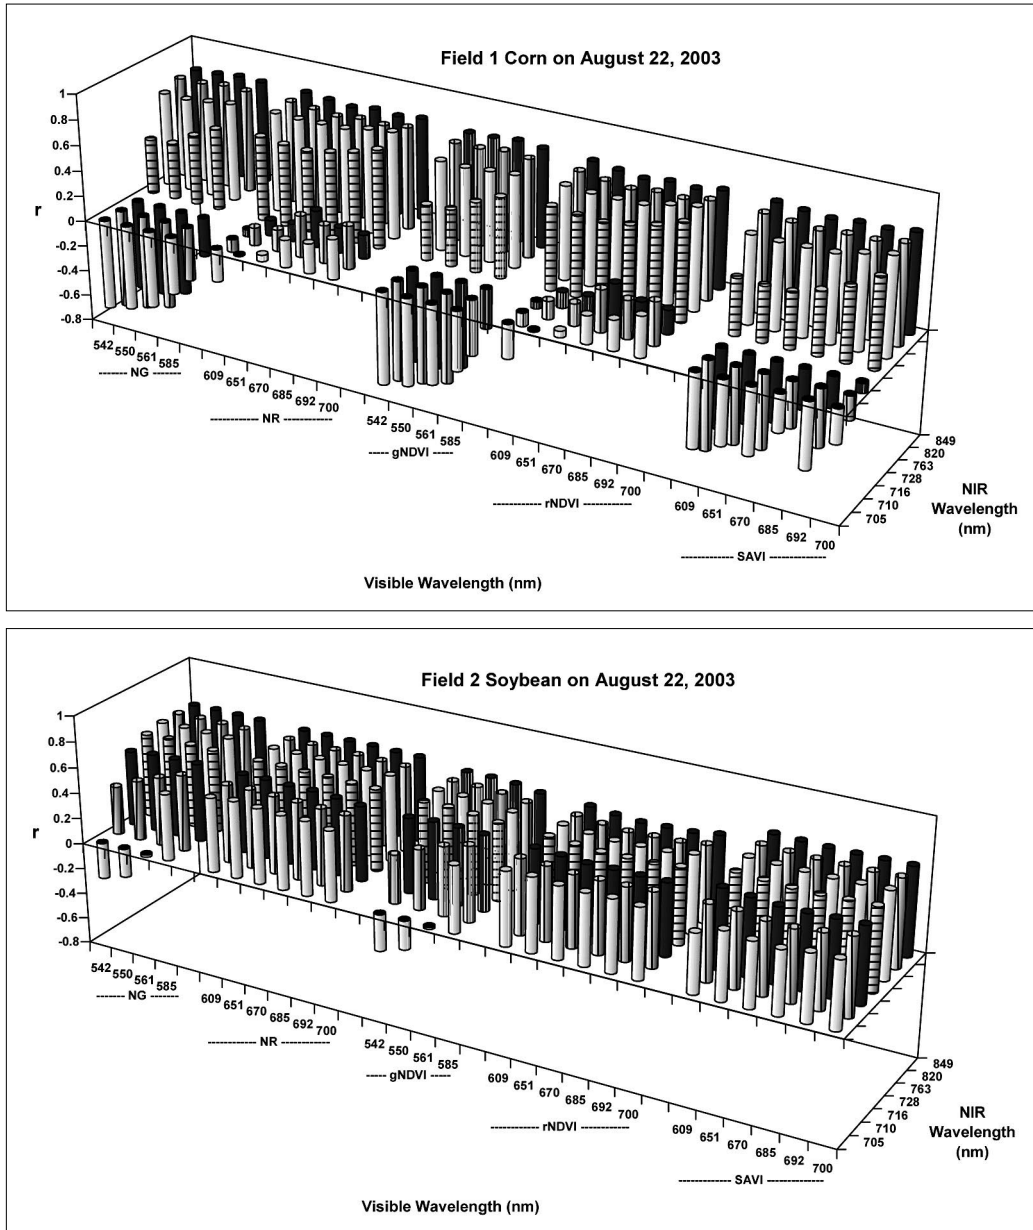 Field 1 Corn on August 22, 2003
1
0.8
0.6
0.4
0.2
0
-0.2
-0.4
-0.6
-0.8
r
542 550 561 585 609 651 670 685 692 700 542 550 561 585 609 651 670 685 692 700 609 651 670 685 692 700
------- NG -------
------------ NR ------------
----- gNDVI -----
------------ rNDVI ------------
------------- SAVI --------------
849
820
763
728
716
710
705
NIR
Wavelength
(nm)
Visible Wavelength (nm)
Field 2 Soybean on August 22, 2003
1
0.8
0.6
0.4
0.2
0
-0.2
-0.4
-0.6
-0.8
r
542 550 561 585 609 651 670 685 692 700 542 550 561 585 609 651 670 685 692 700 609 651 670 685 692 700
------- NG -------
------------ NR ------------
----- gNDVI -----
------------ rNDVI ------------
------------- SAVI --------------
849
820
763
728
716
710
705
NIR
Wavelength
(nm)
Visible Wavelength (nm)